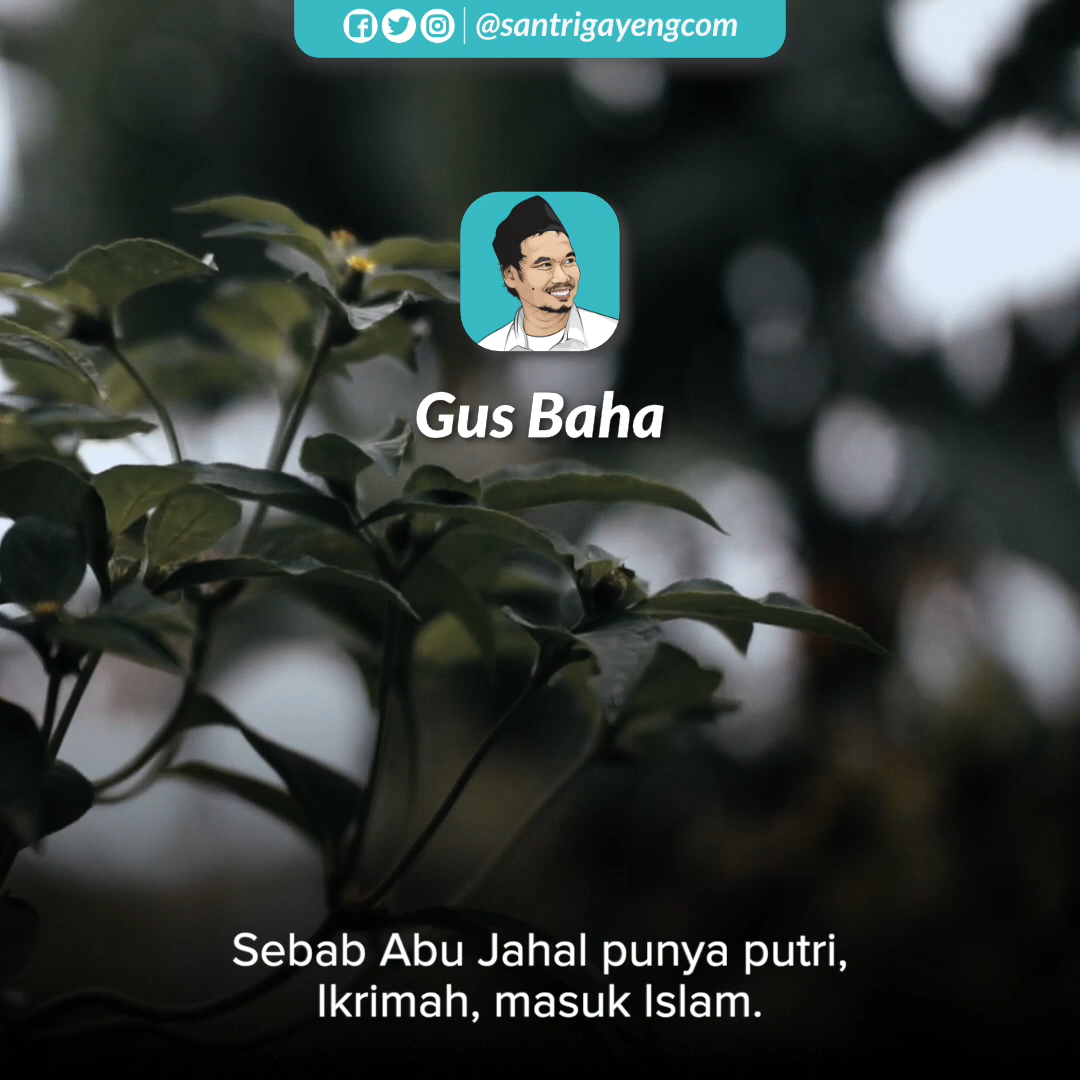 @santrigayengcom
Gus Baha
Sebab Abu Jahal punya putri,
Ikrimah, masuk Islam.